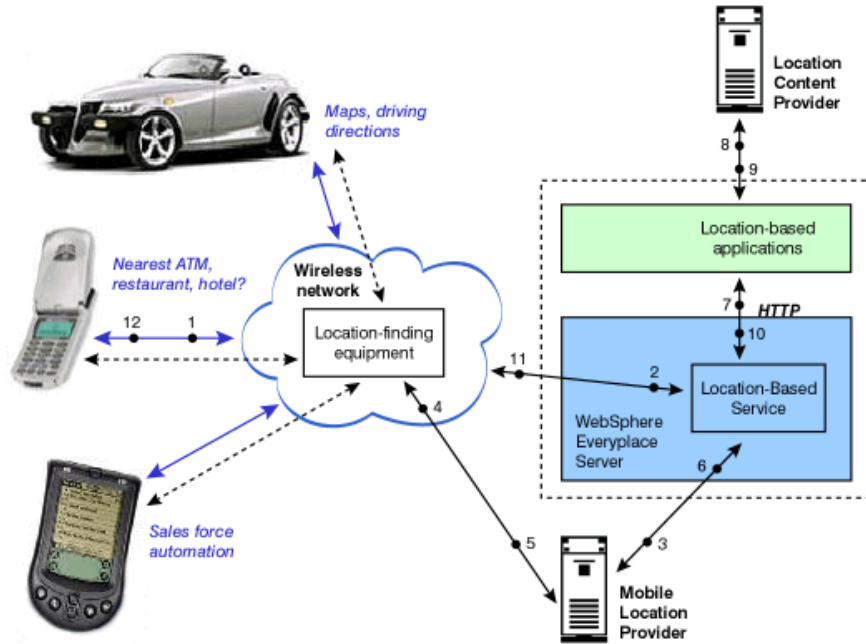 Location
Content
Provider
Maps, driving
directions
8
9
Location-based
applications
Nearest ATM,
restaurant, hotel?
Wireless
network
Location-finding
equipment
12
1
7
HTTP
10
11
2
Location-Based
Service
4
WebSphere
Everyplace
Server
6
Sales force
automation
5
3
Mobile
Location
Provider